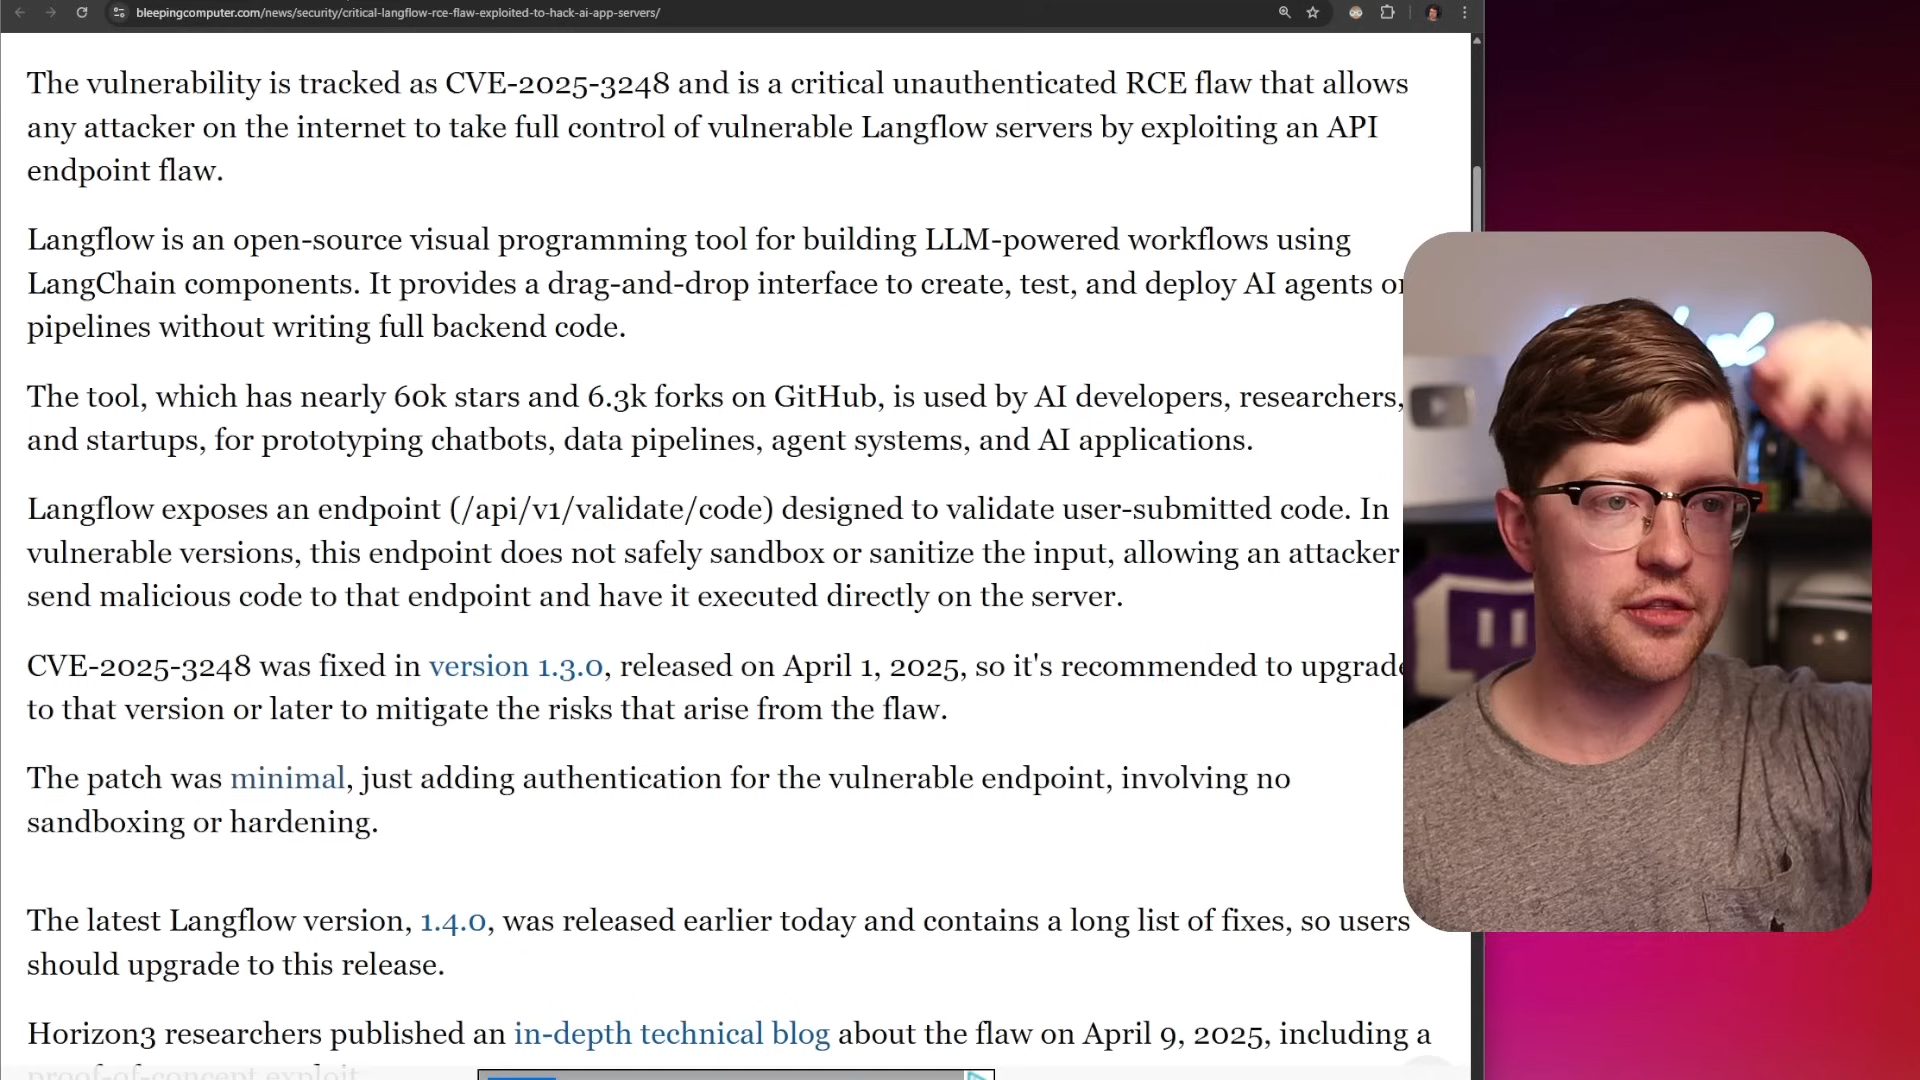 bleepingcomputer.com/news/security/critical-langflow-rce-flaw-exploited-to-hack-ai-app-servers/
The vulnerability is tracked as CVE-2025-3248 and is a critical unauthenticated RCE flaw that allows
any attacker on the internet to take full control of vulnerable Langflow servers by exploiting an API
endpoint flaw.
Langflow is an open-source visual programming tool for building LLM-powered workflows using
LangChain components. It provides a drag-and-drop interface to create, test, and deploy AI agents or
pipelines without writing full backend code.
The tool, which has nearly 60k stars and 6.3k forks on GitHub, is used by AI developers, researchers,
and startups, for prototyping chatbots, data pipelines, agent systems, and AI applications.
Langflow exposes an endpoint (/api/v1/validate/code) designed to validate user-submitted code. In
vulnerable versions, this endpoint does not safely sandbox or sanitize the input, allowing an attacker
send malicious code to that endpoint and have it executed directly on the server.
CVE-2025-3248 was fixed in version 1.3.0, released on April 1, 2025, so it's recommended to upgrade
to that version or later to mitigate the risks that arise from the flaw.
The patch was minimal, just adding authentication for the vulnerable endpoint, involving no
sandboxing or hardening.
The latest Langflow version, 1.4.0, was released earlier today and contains a long list of fixes, so users
should upgrade to this release.
Horizon3 researchers published an in-depth technical blog about the flaw on April 9, 2025, including a
proof-of-concept exploit